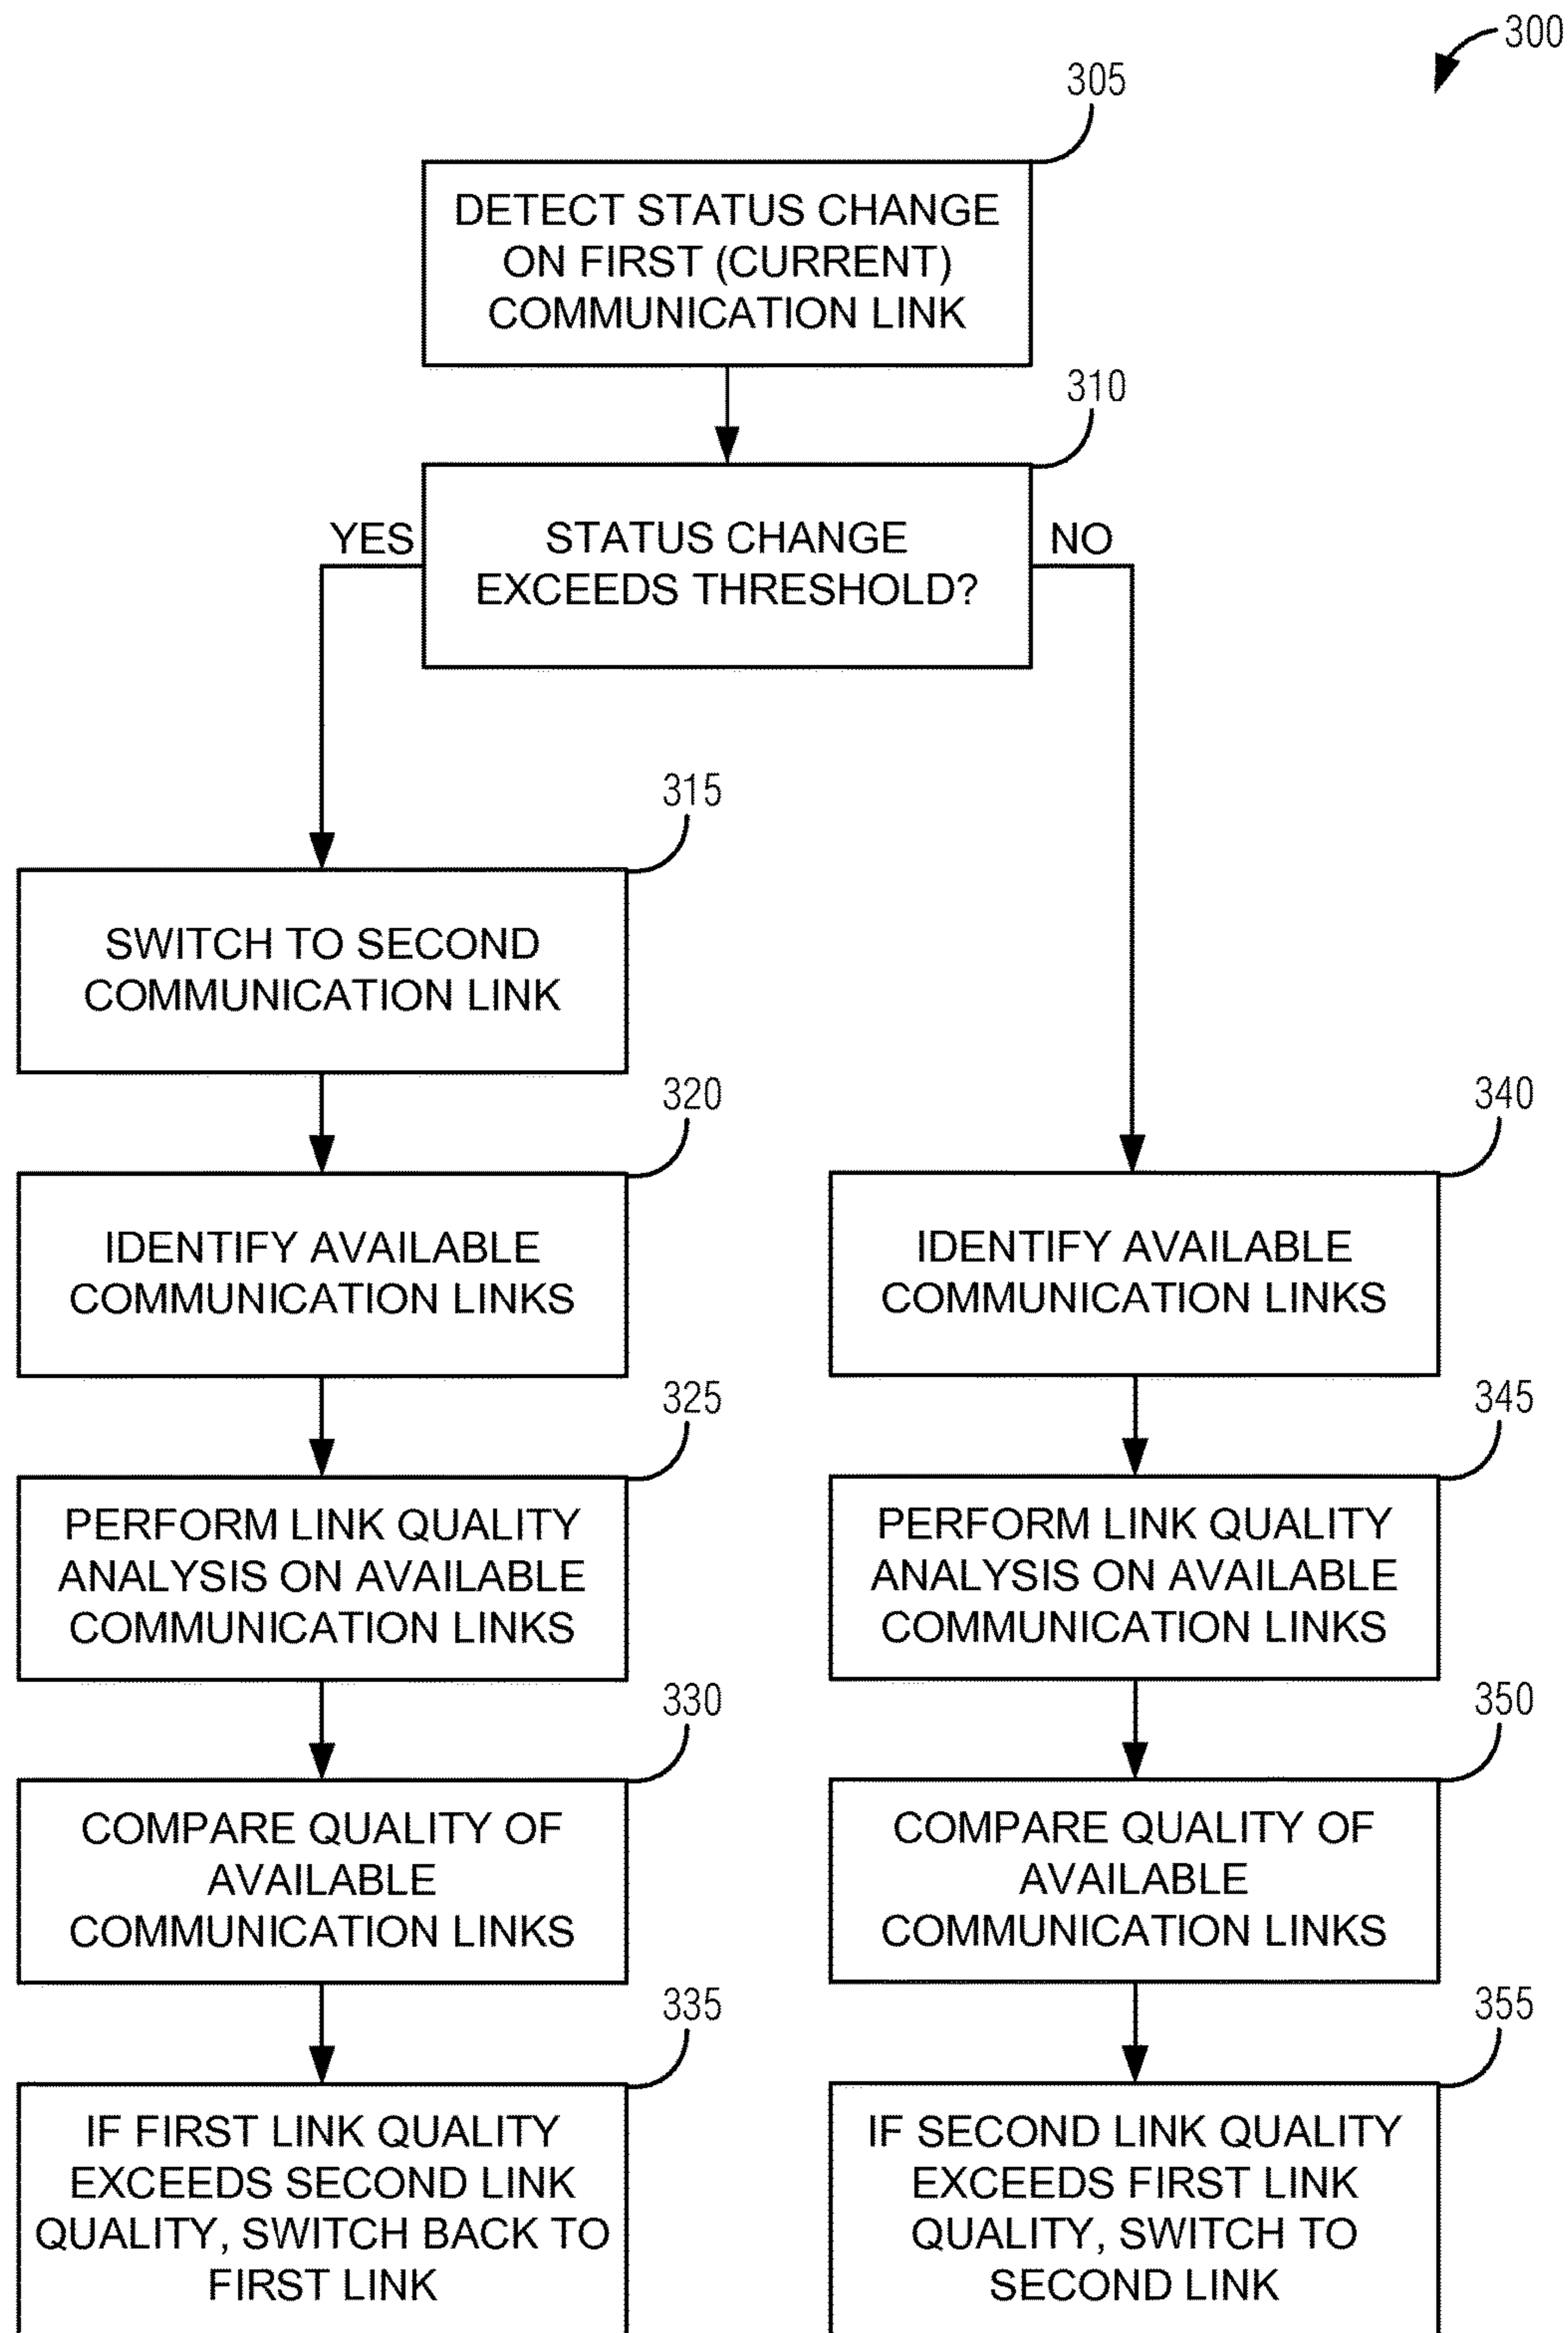 300
305
DETECT STATUS CHANGE
ON FIRST (CURRENT)
COMMUNICATION LINK
310
YES
STATUS CHANGE
EXCEEDS THRESHOLD?
NO
315
SWITCH TO SECOND
COMMUNICATION LINK
320
IDENTIFY AVAILABLE
COMMUNICATION LINKS
325
PERFORM LINK QUALITY
ANALYSIS ON AVAILABLE
COMMUNICATION LINKS
330
COMPARE QUALITY OF
AVAILABLE
COMMUNICATION LINKS
335
IF FIRST LINK QUALITY
EXCEEDS SECOND LINK
QUALITY, SWITCH BACK TO
FIRST LINK
340
IDENTIFY AVAILABLE
COMMUNICATION LINKS
345
PERFORM LINK QUALITY
ANALYSIS ON AVAILABLE
COMMUNICATION LINKS
350
COMPARE QUALITY OF
AVAILABLE
COMMUNICATION LINKS
355
IF SECOND LINK QUALITY
EXCEEDS FIRST LINK
QUALITY, SWITCH TO
SECOND LINK